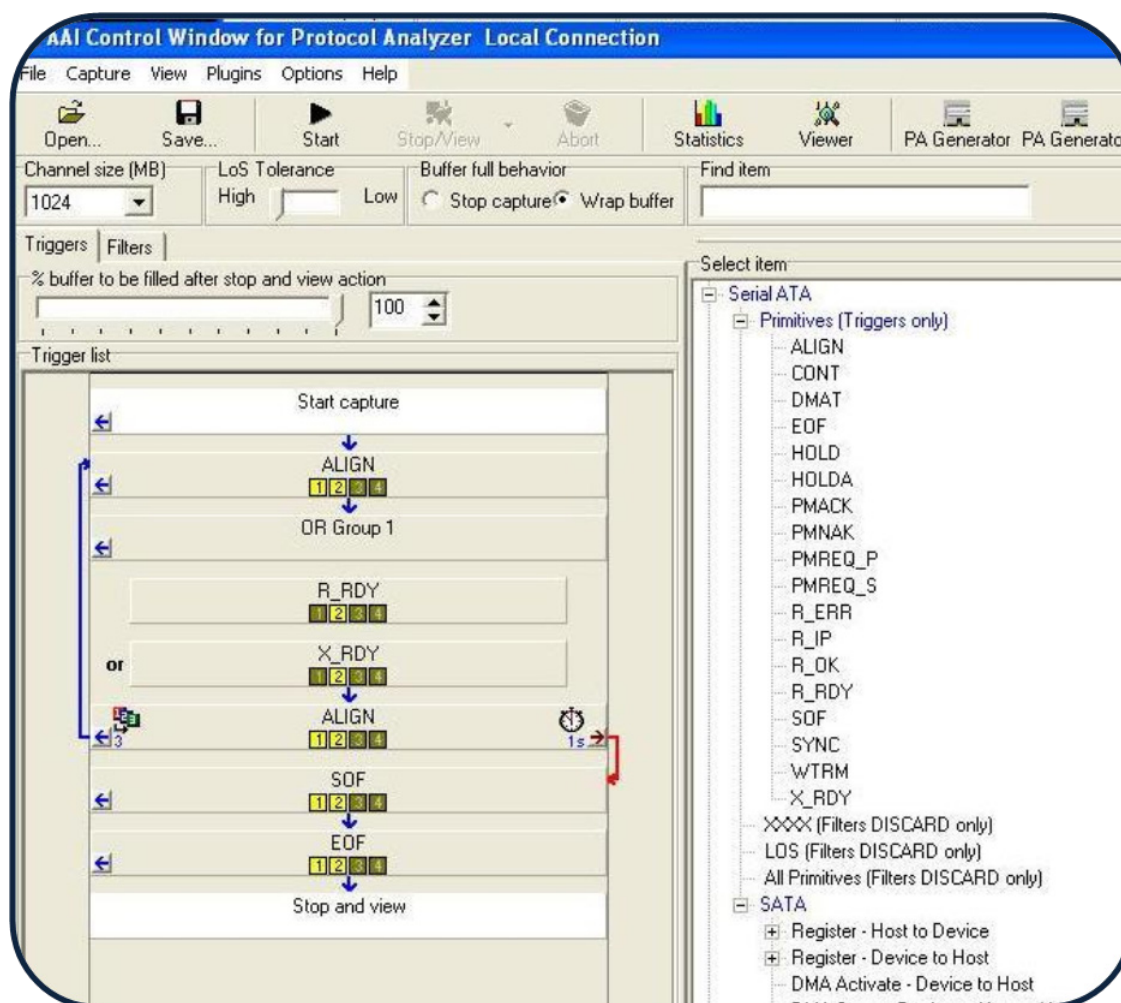 AAI Control Window for Protocol Analyzer Local Connection
File Capture View Plugins Options Help
Open... Save... Start Stop/View Abort Statistics Viewer PA Generator PA Generato
Channel size (MB) LoS Tolerance Buffer full behavior Find item
1024 High Low Stop capture Wrap buffer
Triggers Filters
Select item
% buffer to be filled after stop and view action
100
Trigger list
Start capture
ALIGN
1 2 3 4
OR Group 1
R_RDY
1 2 3 4
or X_RDY
1 2 3 4
ALIGN
3 1 2 3 4 1s
SOF
1 2 3 4
EOF
1 2 3 4
Stop and view
Serial ATA
Primitives (Triggers only)
ALIGN
CONT
DMAT
EOF
HOLD
HOLDA
PMACK
PMNAK
PMREQ_P
PMREQ_S
R_ERR
R_IP
R_OK
R_RDY
SOF
SYNC
WTRM
X_RDY
XXXX (Filters DISCARD only)
LOS (Filters DISCARD only)
All Primitives (Filters DISCARD only)
SATA
Register - Host to Device
Register - Device to Host
DMA Activate - Device to Host